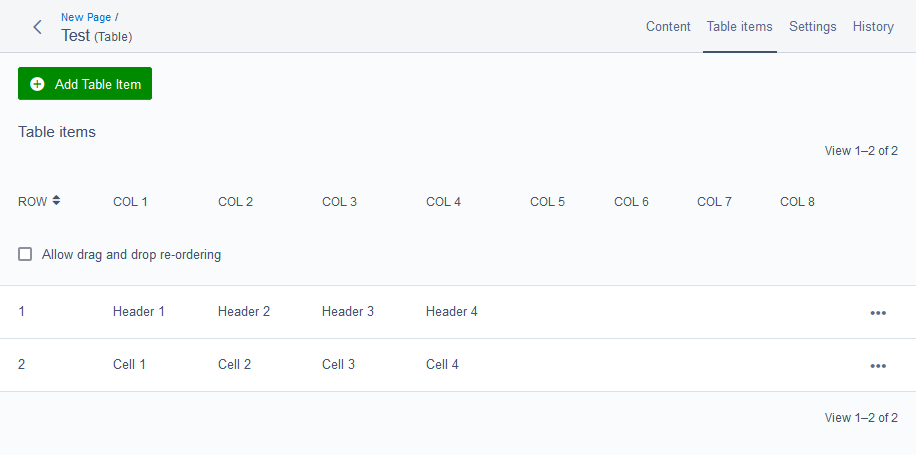 New Page /
Test (Table)
Content Table items Settings History
Add Table Item
Table items
View 1–2 of 2
ROW COL 1 COL 2 COL 3 COL 4 COL 5 COL 6 COL 7 COL 8
Allow drag and drop re-ordering
1 Header 1 Header 2 Header 3 Header 4
2 Cell 1 Cell 2 Cell 3 Cell 4
View 1–2 of 2